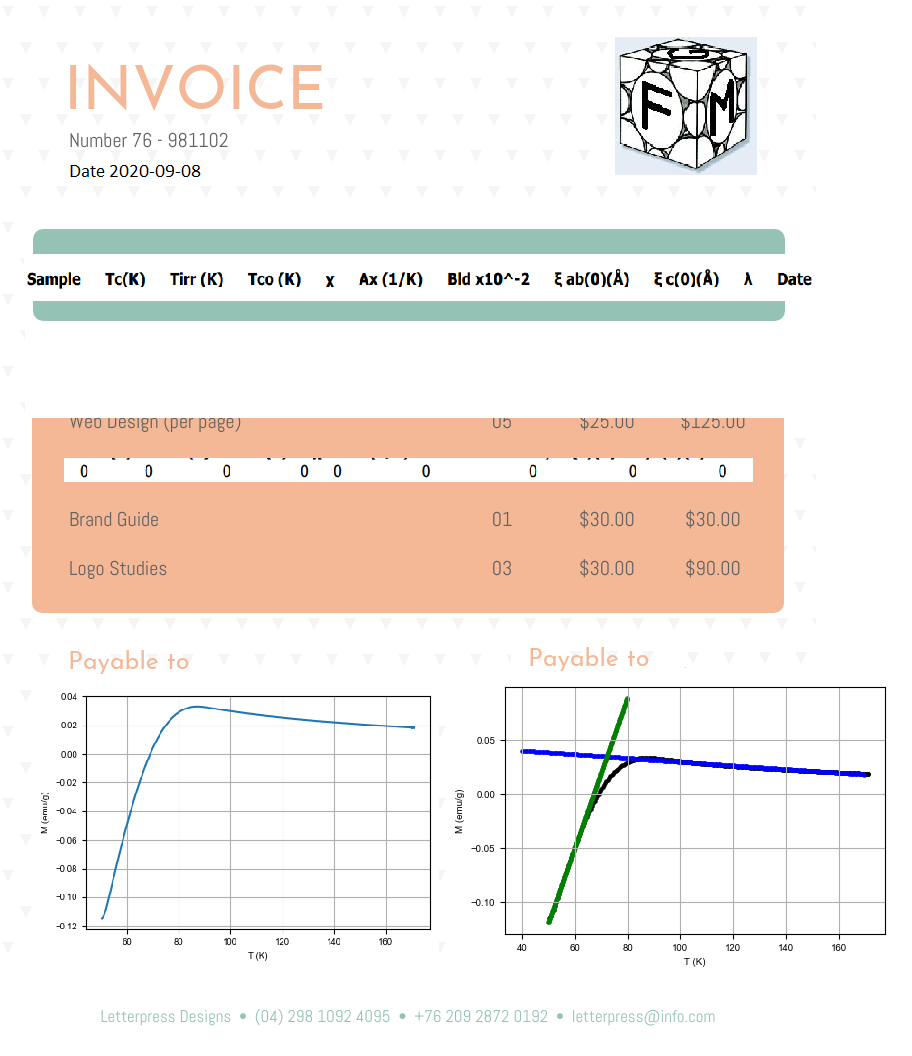 INVOICE
Number 76 - 981102
Date 2020-09-08
G
F M
Sample Tc(K) Tirr (K) Tco (K) χ Ax (1/K) Bld x10^-2 ξ ab(0)(Å) ξ c(0)(Å) λ Date
Web Design (per page) 05 $25.00 $125.00
0 0 0 0 0 0 0 0 0
Brand Guide 01 $30.00 $30.00
Logo Studies 03 $30.00 $90.00
Payable to
0.04
0.02
0.00
−0.02
−0.04
−0.06
−0.08
−0.10
−0.12
M (emu/g)
60 80 100 120 140 160
T (K)
Payable to
0.05
0.00
−0.05
−0.10
M (emu/g)
40 60 80 100 120 140 160
T (K)
Letterpress Designs • (04) 298 1092 4095 • +76 209 2872 0192 • letterpress@info.com